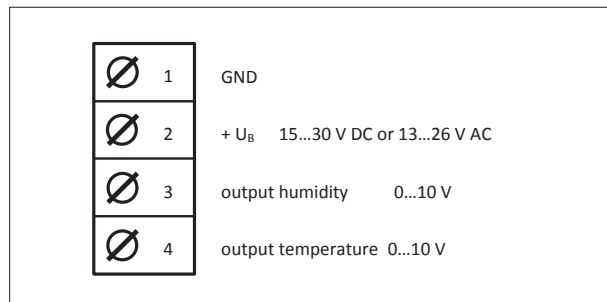 1 GND
2 + UB 15...30 V DC or 13...26 V AC
3 output humidity 0...10 V
4 output temperature 0...10 V